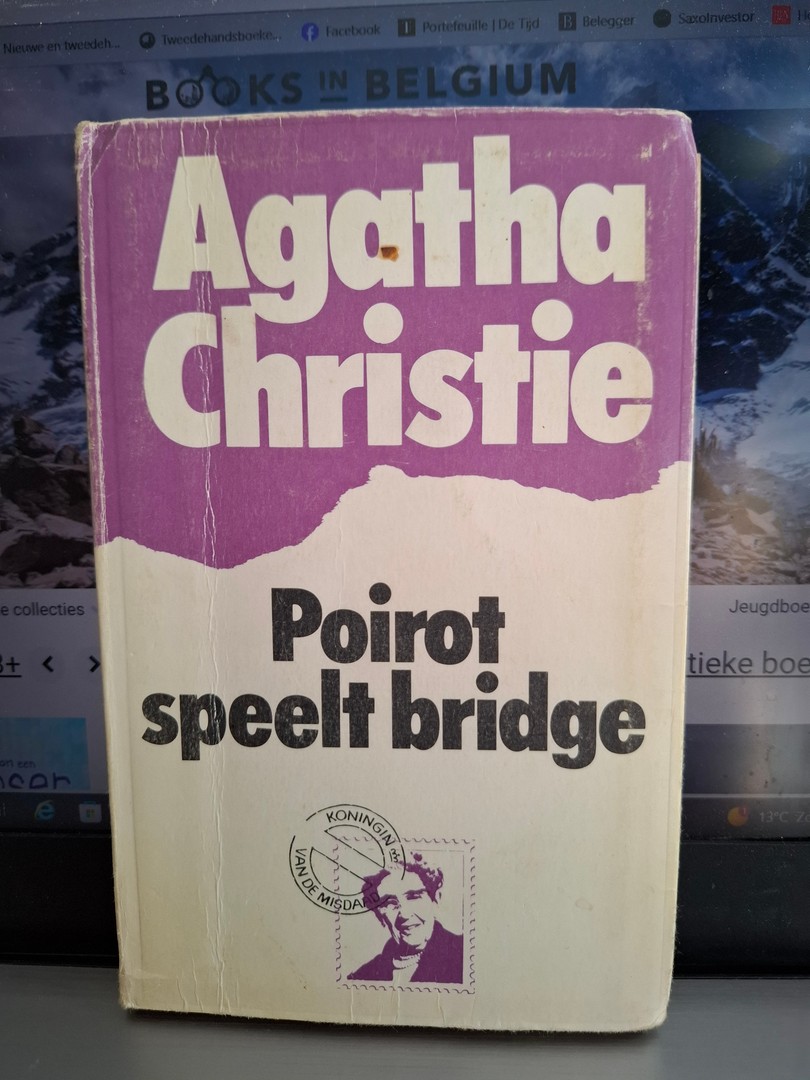 Nieuwe en tweedeh...
Tweedehandsboeke...
Facebook
Portefeuille | De Tijd
Belegger
SaxoInvestor
BOOKS IN BELGIUM
Agatha
Christie
Poirot
speelt bridge
KONINGIN
VAN DE MISDAAD
e collecties
Jeugdboe
tieke boe
13°C